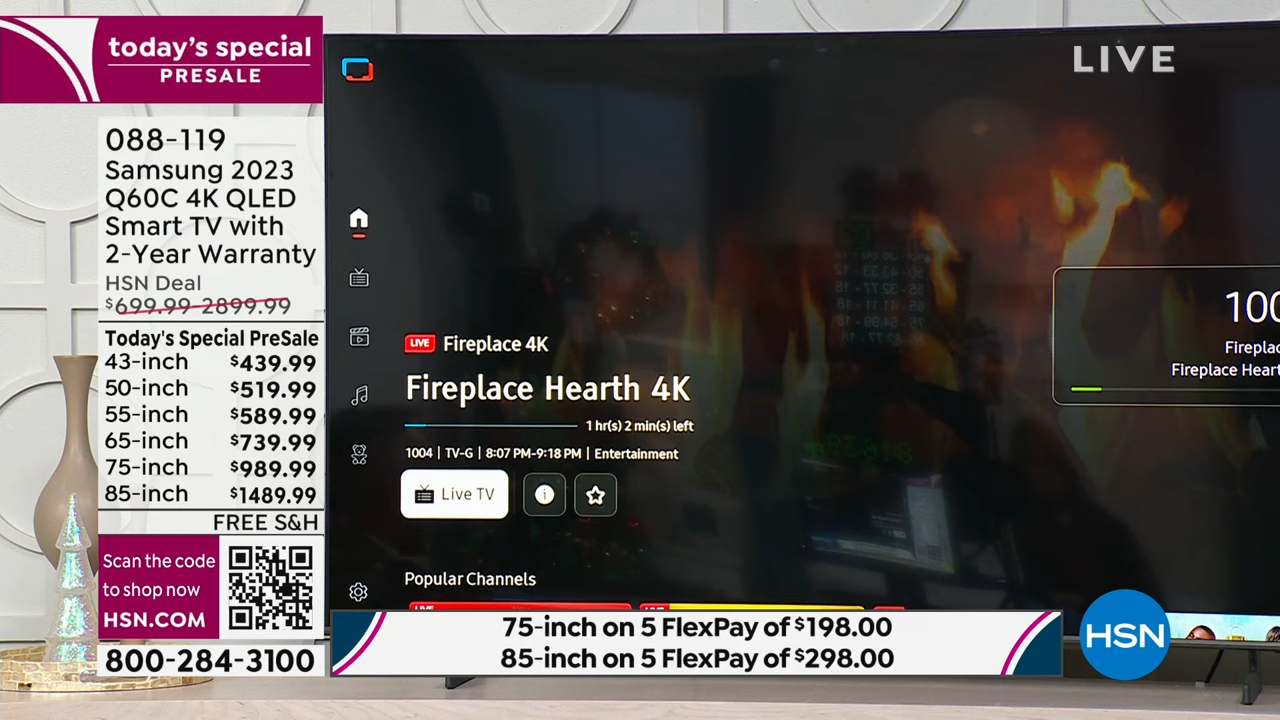 today's special
PRESALE
LIVE
088-119
Samsung 2023
Q60C 4K QLED
Smart TV with
2-Year Warranty
HSN Deal
$699.99-2899.99
Today's Special PreSale
43-inch $439.99
50-inch $519.99
55-inch $589.99
65-inch $739.99
75-inch $989.99
85-inch $1489.99
FREE S&H
Scan the code
to shop now
HSN.COM
800-284-3100
LIVE Fireplace 4K
Fireplace Hearth 4K
1 hr(s) 2 min(s) left
1004 | TV-G | 8:07 PM-9:18 PM | Entertainment
Live TV
Popular Channels
LIVE
LIVE
100
Fireplac
Fireplace Heart
75-inch on 5 FlexPay of $198.00
85-inch on 5 FlexPay of $298.00
HSN